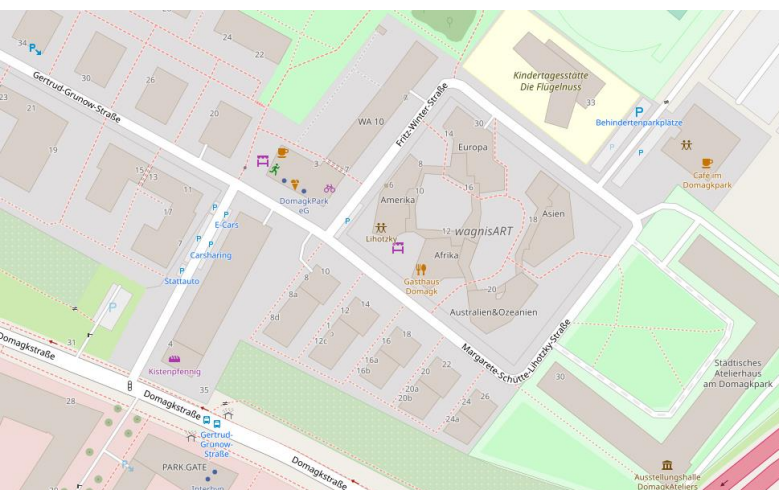 34
24
22
30
26
20
Gertrud-Grunow-Straße
23
21
19
15
13
11
17
WA 10
2
3
1
DomagkPark
eG
Fritz-Winter-Straße
30
14
Europa
8
6
10
16
Amerika
12
wagnisART
18
Asien
Lihotzky
Afrika
Gasthaus
Domagk
20
Australien&Ozeanien
Kindertagesstätte
Die Flügelnuss
33
P
Behindertenparkplätze
P
P
Café im
Domagkpark
P
P
E-Cars
P
P
Carsharing
P
Stattauto
P
P
P
10
8
8a
8d
12
14
1
12c
16
18
16a
16b
20
22
20a
20b
24
26
24a
Margarete-Schütte-Lihotzky-Straße
30
Städtisches
Atelierhaus
am Domagkpark
Ausstellungshalle
DomagkAteliers
31
4
Kistenpfennig
35
Domagkstraße
Domagkstraße
Domagkstraße
28
Gertrud-
Grunow-
Straße
P
PARK.GATE
Interhyp